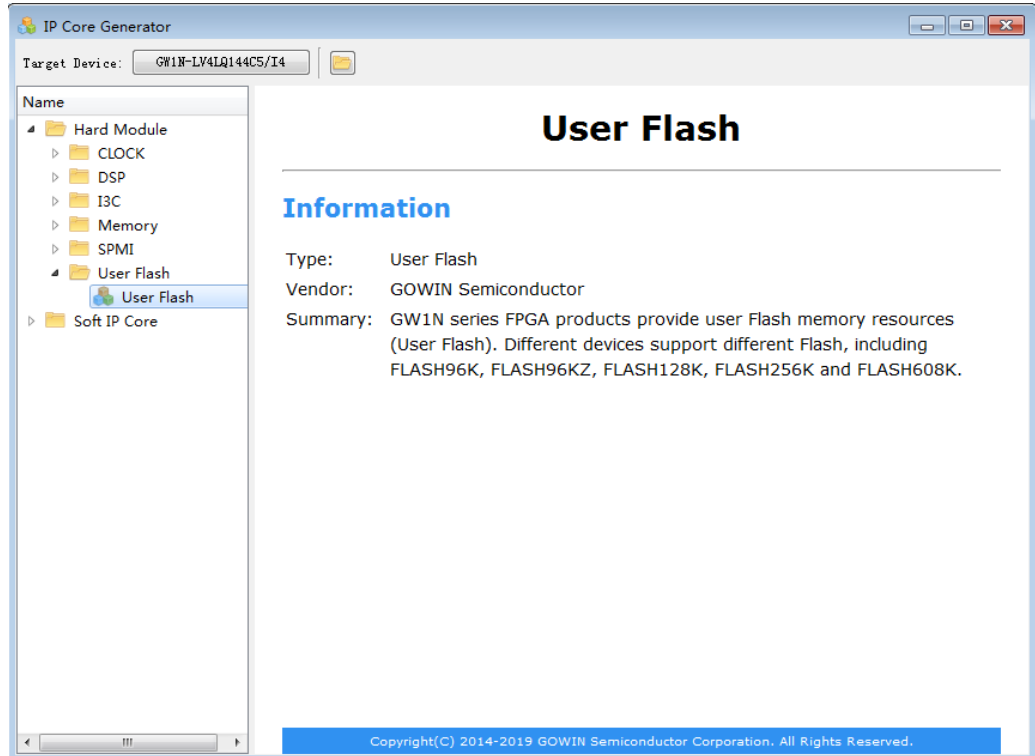 IP Core Generator
Target Device: GW1N-LV4LQ144C5/I4
Name
Hard Module
CLOCK
DSP
I3C
Memory
SPMI
User Flash
User Flash
Soft IP Core
User Flash
Information
Type: User Flash
Vendor: GOWIN Semiconductor
Summary: GW1N series FPGA products provide user Flash memory resources
(User Flash). Different devices support different Flash, including
FLASH96K, FLASH96KZ, FLASH128K, FLASH256K and FLASH608K.
Copyright(C) 2014-2019 GOWIN Semiconductor Corporation. All Rights Reserved.